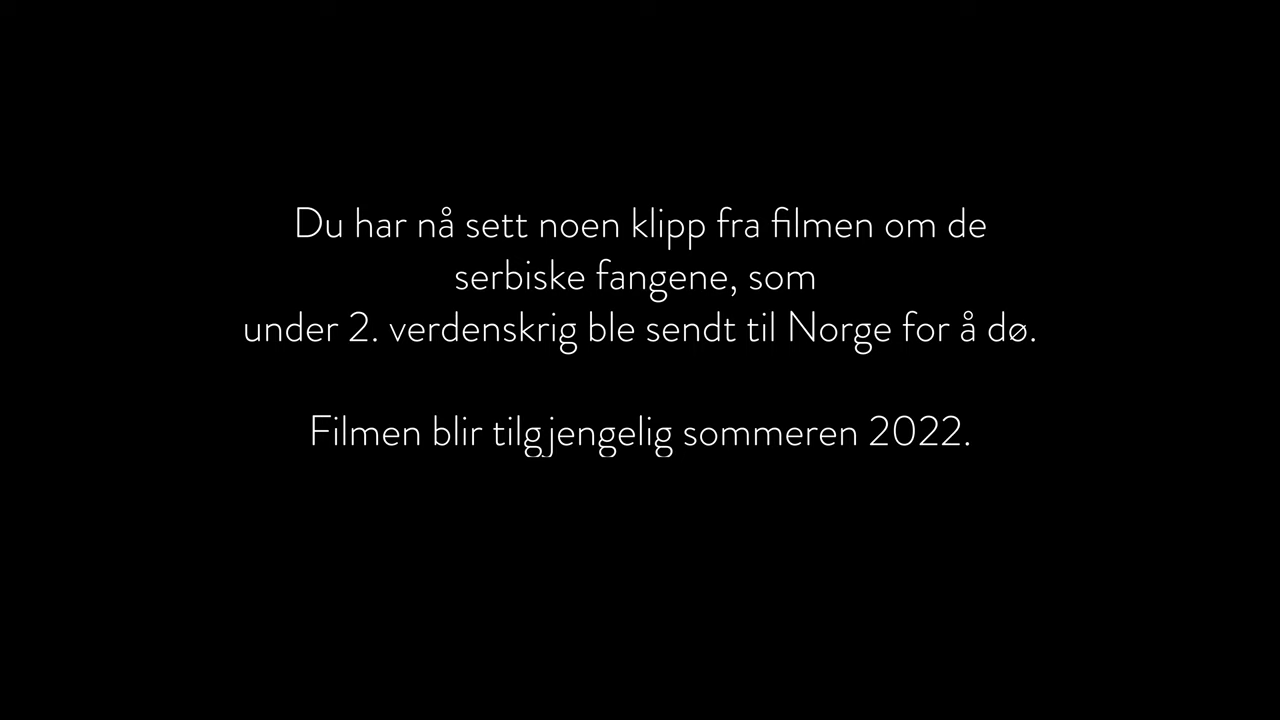 Du har nå sett noen klipp fra filmen om de
serbiske fangene, som
under 2. verdenskrig ble sendt til Norge for å dø.
Filmen blir tilgjengelig sommeren 2022.